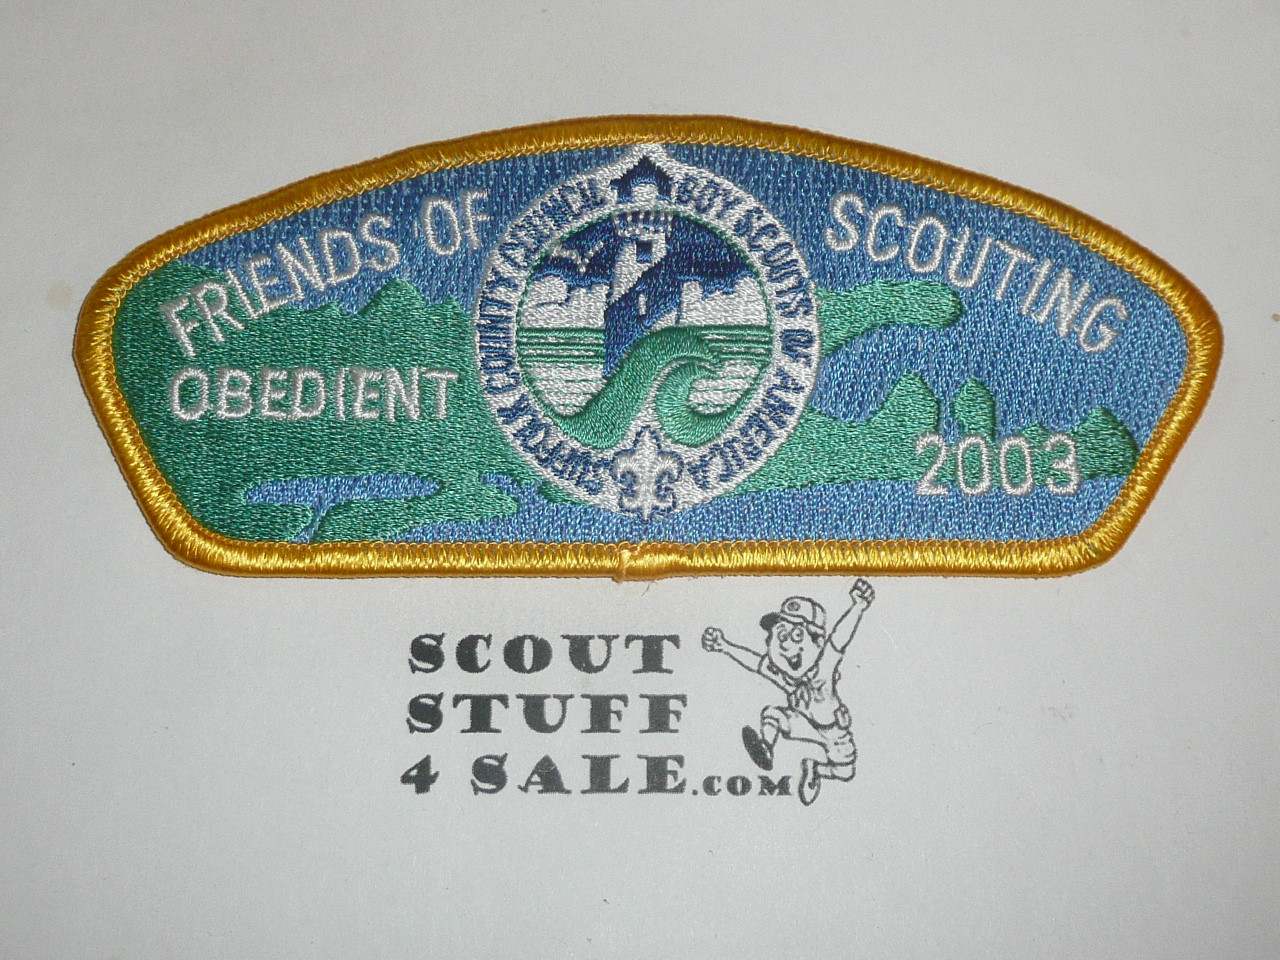 FRIENDS OF SCOUTING
OBEDIENT
SUFFOLK COUNTY COUNCIL BOY SCOUTS OF AMERICA
2003
SCOUT
STUFF
4 SALE.COM